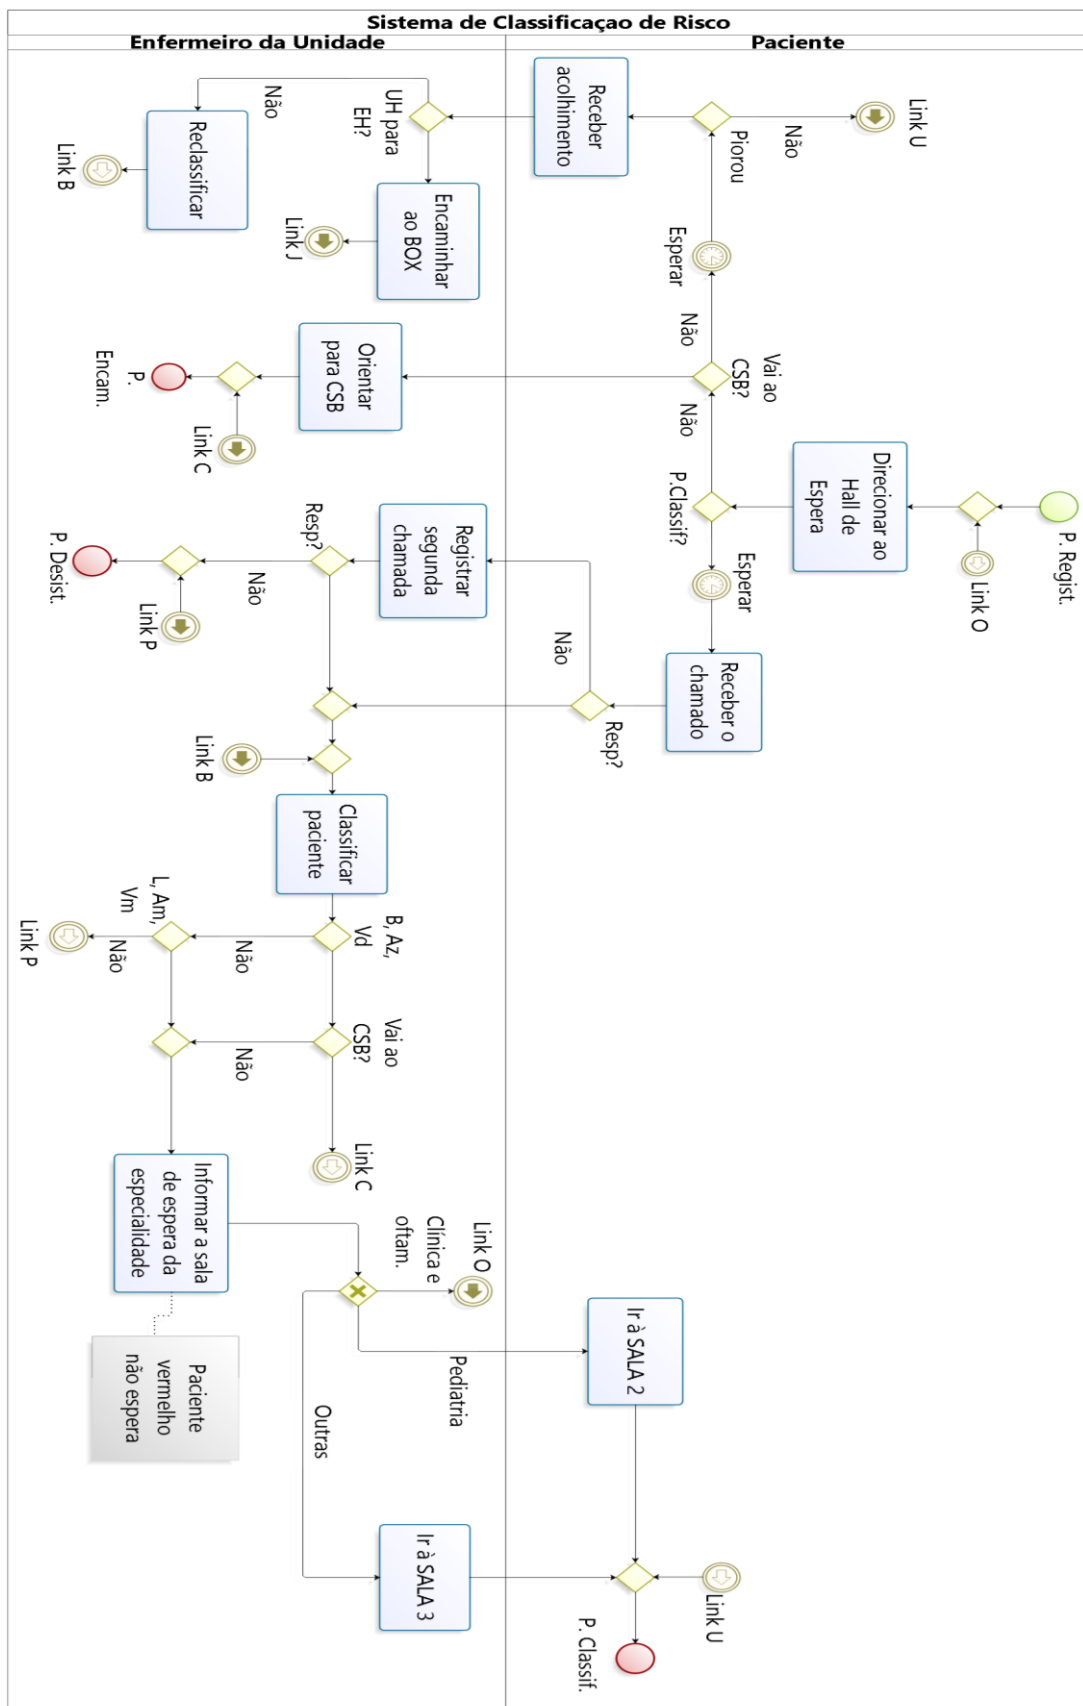 Sistema de Classificaçao de Risco
Enfermeiro da Unidade
Paciente
P. Regist.
Link O
Direcionar ao
Hall de
Espera
P.Classif?
Esperar
Receber o
chamado
Resp?
Não
Não
Vai ao
CSB?
Não
Esperar
Piorou
Não
Link U
Receber
acolhimento
UH para
EH?
Não
Reclassificar
Link B
Encaminhar
ao BOX
Link J
Orientar
para CSB
Link C
P.
Encam.
Registrar
segunda
chamada
Resp?
Não
Link P
P. Desist.
Link B
Classificar
paciente
B, Az,
Vd
Não
L, Am,
Vm
Não
Link P
Vai ao
CSB?
Não
Link C
Informar a sala
de espera da
especialidade
Paciente
vermelho
não espera
Link O
Clínica e
oftam.
Pediatria
Outras
Ir à SALA 2
Ir à SALA 3
Link U
P. Classif.